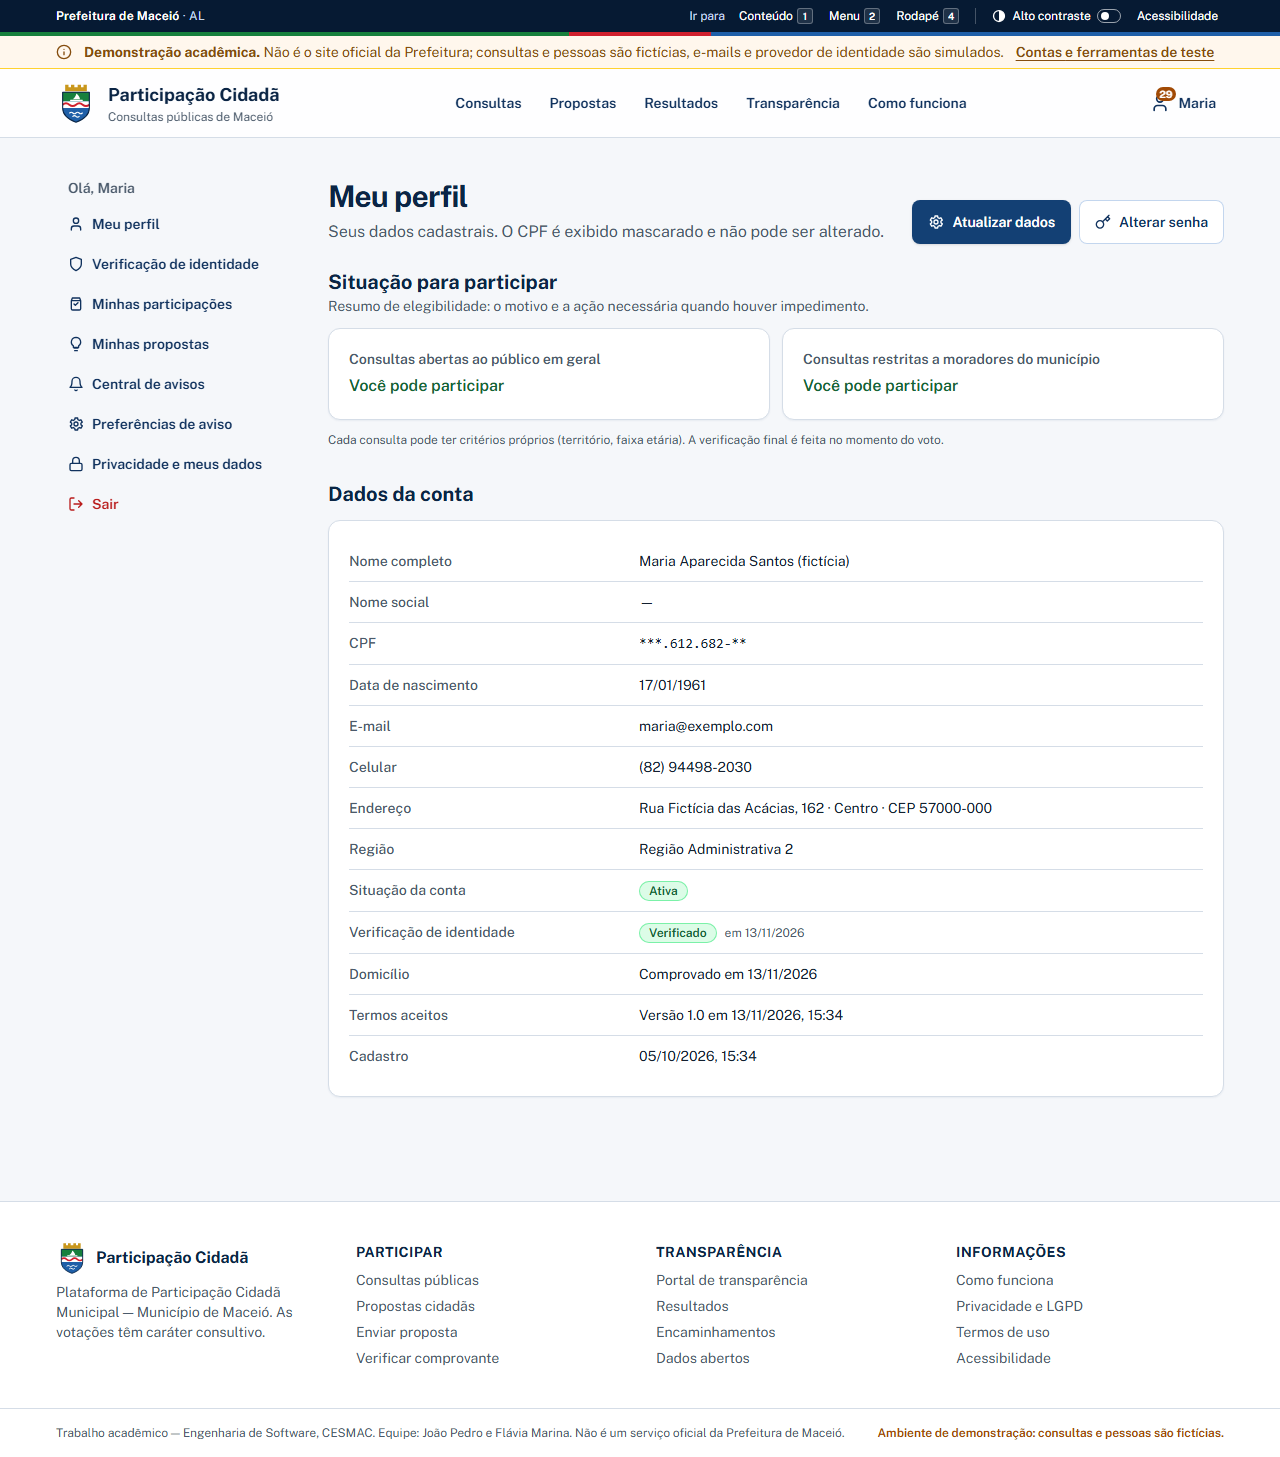 Prefeitura de Maceió · AL
Ir para Conteúdo 1 Menu 2 Rodapé 4 Alto contraste Acessibilidade
Demonstração acadêmica. Não é o site oficial da Prefeitura; consultas e pessoas são fictícias, e-mails e provedor de identidade são simulados. Contas e ferramentas de teste
Participação Cidadã
Consultas públicas de Maceió
Consultas Propostas Resultados Transparência Como funciona
29 Maria
Olá, Maria
Meu perfil
Verificação de identidade
Minhas participações
Minhas propostas
Central de avisos
Preferências de aviso
Privacidade e meus dados
Sair
Meu perfil
Seus dados cadastrais. O CPF é exibido mascarado e não pode ser alterado.
Atualizar dados Alterar senha
Situação para participar
Resumo de elegibilidade: o motivo e a ação necessária quando houver impedimento.
Consultas abertas ao público em geral
Você pode participar
Consultas restritas a moradores do município
Você pode participar
Cada consulta pode ter critérios próprios (território, faixa etária). A verificação final é feita no momento do voto.
Dados da conta
Nome completo Maria Aparecida Santos (fictícia)
Nome social —
CPF ***.612.682-**
Data de nascimento 17/01/1961
E-mail maria@exemplo.com
Celular (82) 94498-2030
Endereço Rua Fictícia das Acácias, 162 · Centro · CEP 57000-000
Região Região Administrativa 2
Situação da conta Ativa
Verificação de identidade Verificado em 13/11/2026
Domicílio Comprovado em 13/11/2026
Termos aceitos Versão 1.0 em 13/11/2026, 15:34
Cadastro 05/10/2026, 15:34
Participação Cidadã
Plataforma de Participação Cidadã
Municipal — Município de Maceió. As
votações têm caráter consultivo.
PARTICIPAR
Consultas públicas
Propostas cidadãs
Enviar proposta
Verificar comprovante
TRANSPARÊNCIA
Portal de transparência
Resultados
Encaminhamentos
Dados abertos
INFORMAÇÕES
Como funciona
Privacidade e LGPD
Termos de uso
Acessibilidade
Trabalho acadêmico — Engenharia de Software, CESMAC. Equipe: João Pedro e Flávia Marina. Não é um serviço oficial da Prefeitura de Maceió.
Ambiente de demonstração: consultas e pessoas são fictícias.